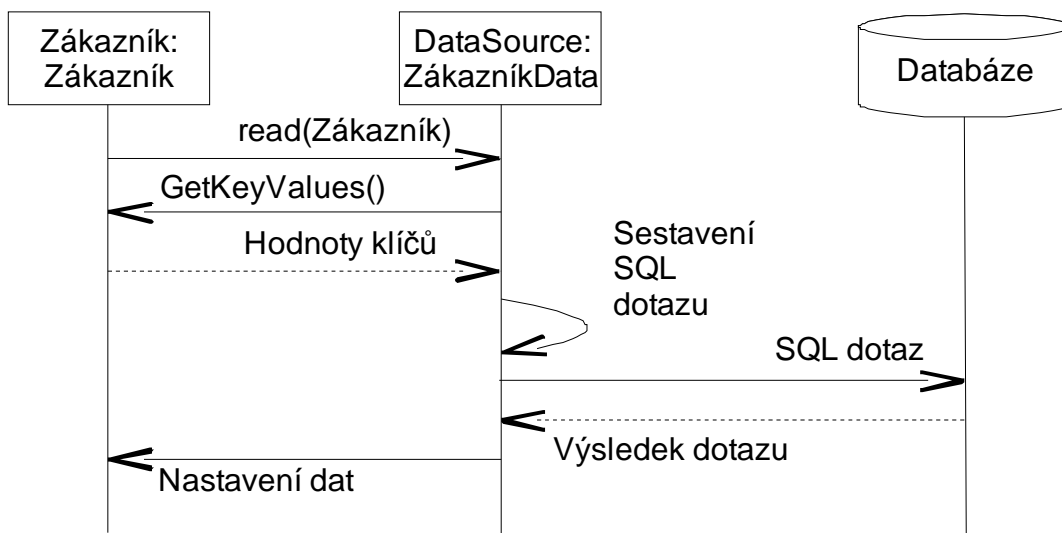 Zákazník:
Zákazník
DataSource:
ZákazníkData
Databáze
read(Zákazník)
GetKeyValues()
Hodnoty klíčů
Sestavení
SQL
dotazu
SQL dotaz
Výsledek dotazu
Nastavení dat